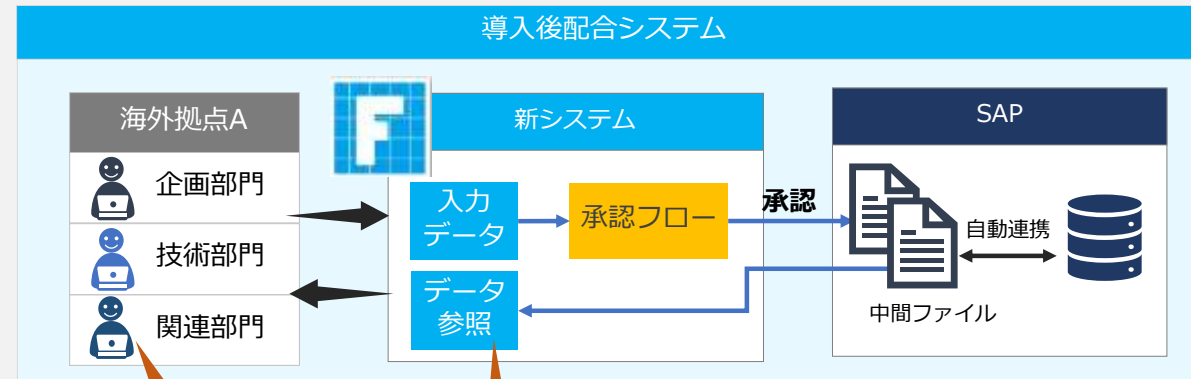 導入後配合システム
海外拠点A
企画部門
技術部門
関連部門
F
新システム
入力
データ
承認フロー
データ
参照
承認
SAP
自動連携
中間ファイル